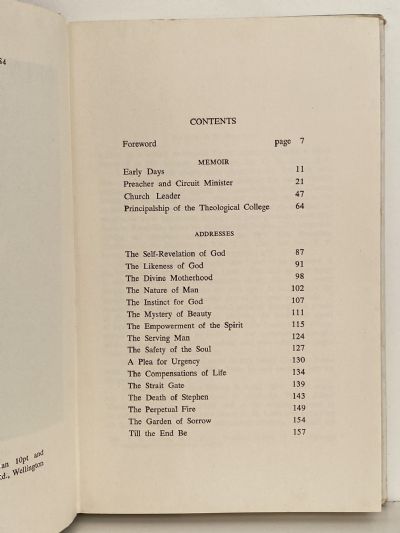 64
an 10pt and
td., Wellington
CONTENTS
Foreword page 7
MEMOIR
Early Days 11
Preacher and Circuit Minister 21
Church Leader 47
Principalship of the Theological College 64
ADDRESSES
The Self-Revelation of God 87
The Likeness of God 91
The Divine Motherhood 98
The Nature of Man 102
The Instinct for God 107
The Mystery of Beauty 111
The Empowerment of the Spirit 115
The Serving Man 124
The Safety of the Soul 127
A Plea for Urgency 130
The Compensations of Life 134
The Strait Gate 139
The Death of Stephen 143
The Perpetual Fire 149
The Garden of Sorrow 154
Till the End Be 157